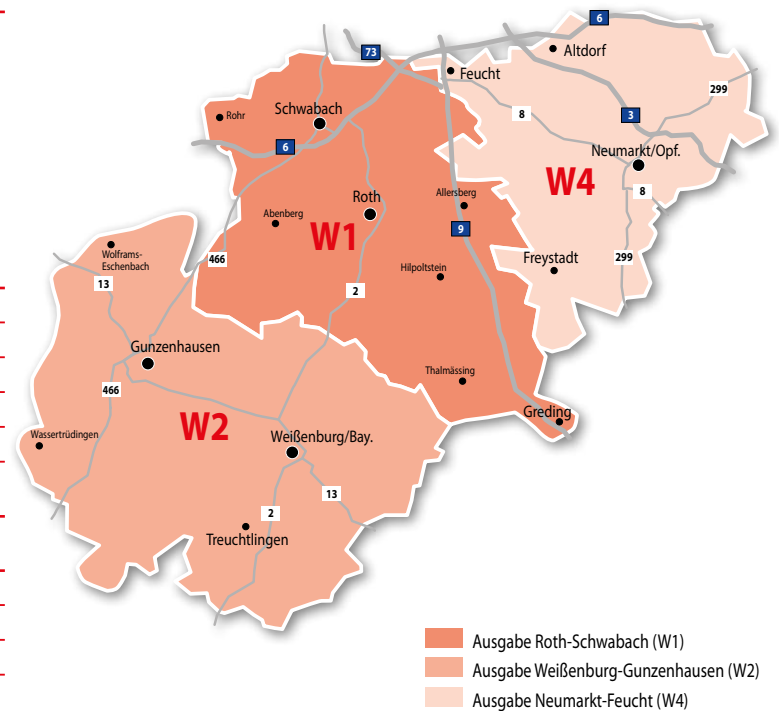 6
73
Altdorf
Feucht
299
8
3
Rohr
Schwabach
6
Neumarkt/Opf.
W4
8
Roth
Allersberg
Abenberg
W1
9
Wolframs-
Eschenbach
466
Freystadt
299
Hilpoltstein
13
2
Gunzenhausen
Thalmässing
466
Greding
W2
Wassertrüdingen
Weißenburg/Bay.
13
2
Treuchtlingen
Ausgabe Roth-Schwabach (W1)
Ausgabe Weißenburg-Gunzenhausen (W2)
Ausgabe Neumarkt-Feucht (W4)